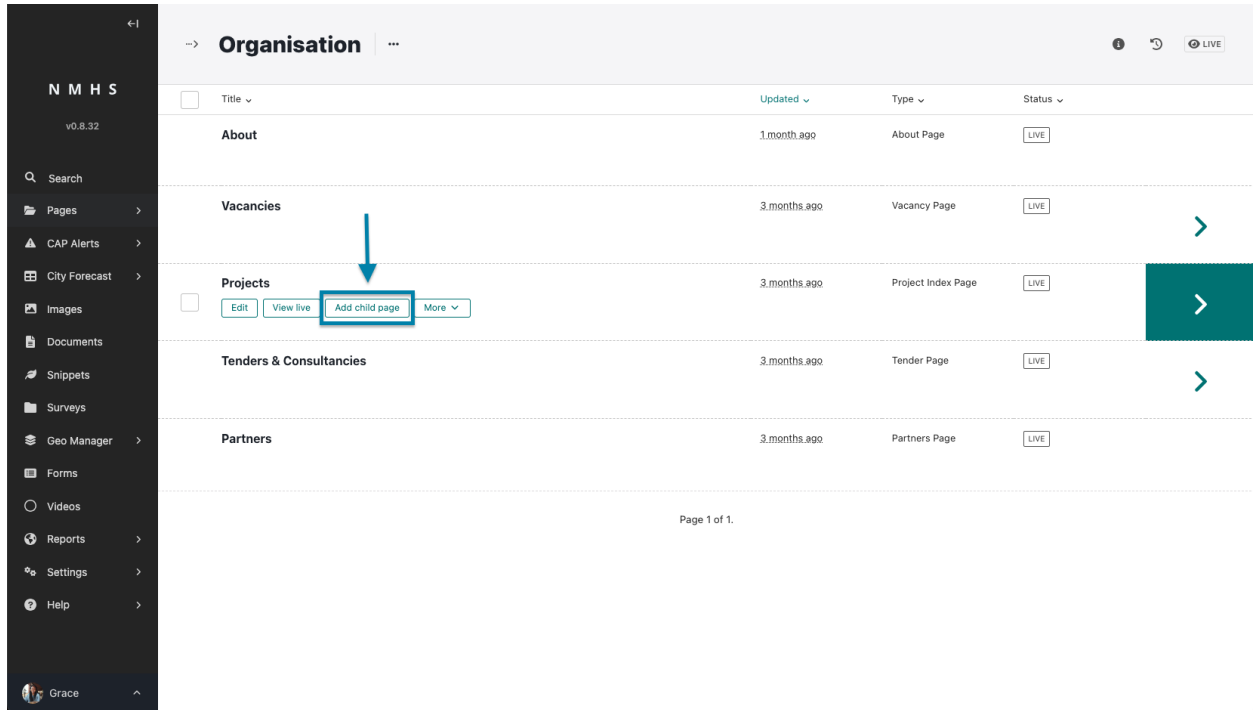 Organisation
LIVE
N M H S
v0.8.32
Search
Pages
CAP Alerts
City Forecast
Images
Documents
Snippets
Surveys
Geo Manager
Forms
Videos
Reports
Settings
Help
Grace
Title Updated Type Status
About 1 month ago About Page LIVE
Vacancies 3 months ago Vacancy Page LIVE
Projects 3 months ago Project Index Page LIVE
Edit View live Add child page More
Tenders & Consultancies 3 months ago Tender Page LIVE
Partners 3 months ago Partners Page LIVE
Page 1 of 1.